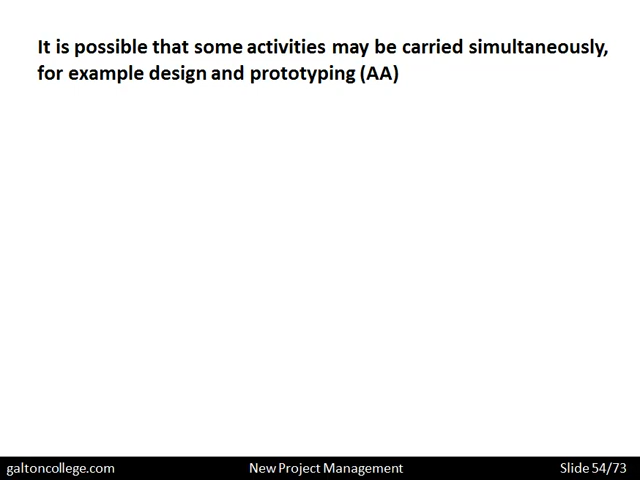 It is possible that some activities may be carried simultaneously,
for example design and prototyping (AA)
galtoncollege.com New Project Management Slide 54/73